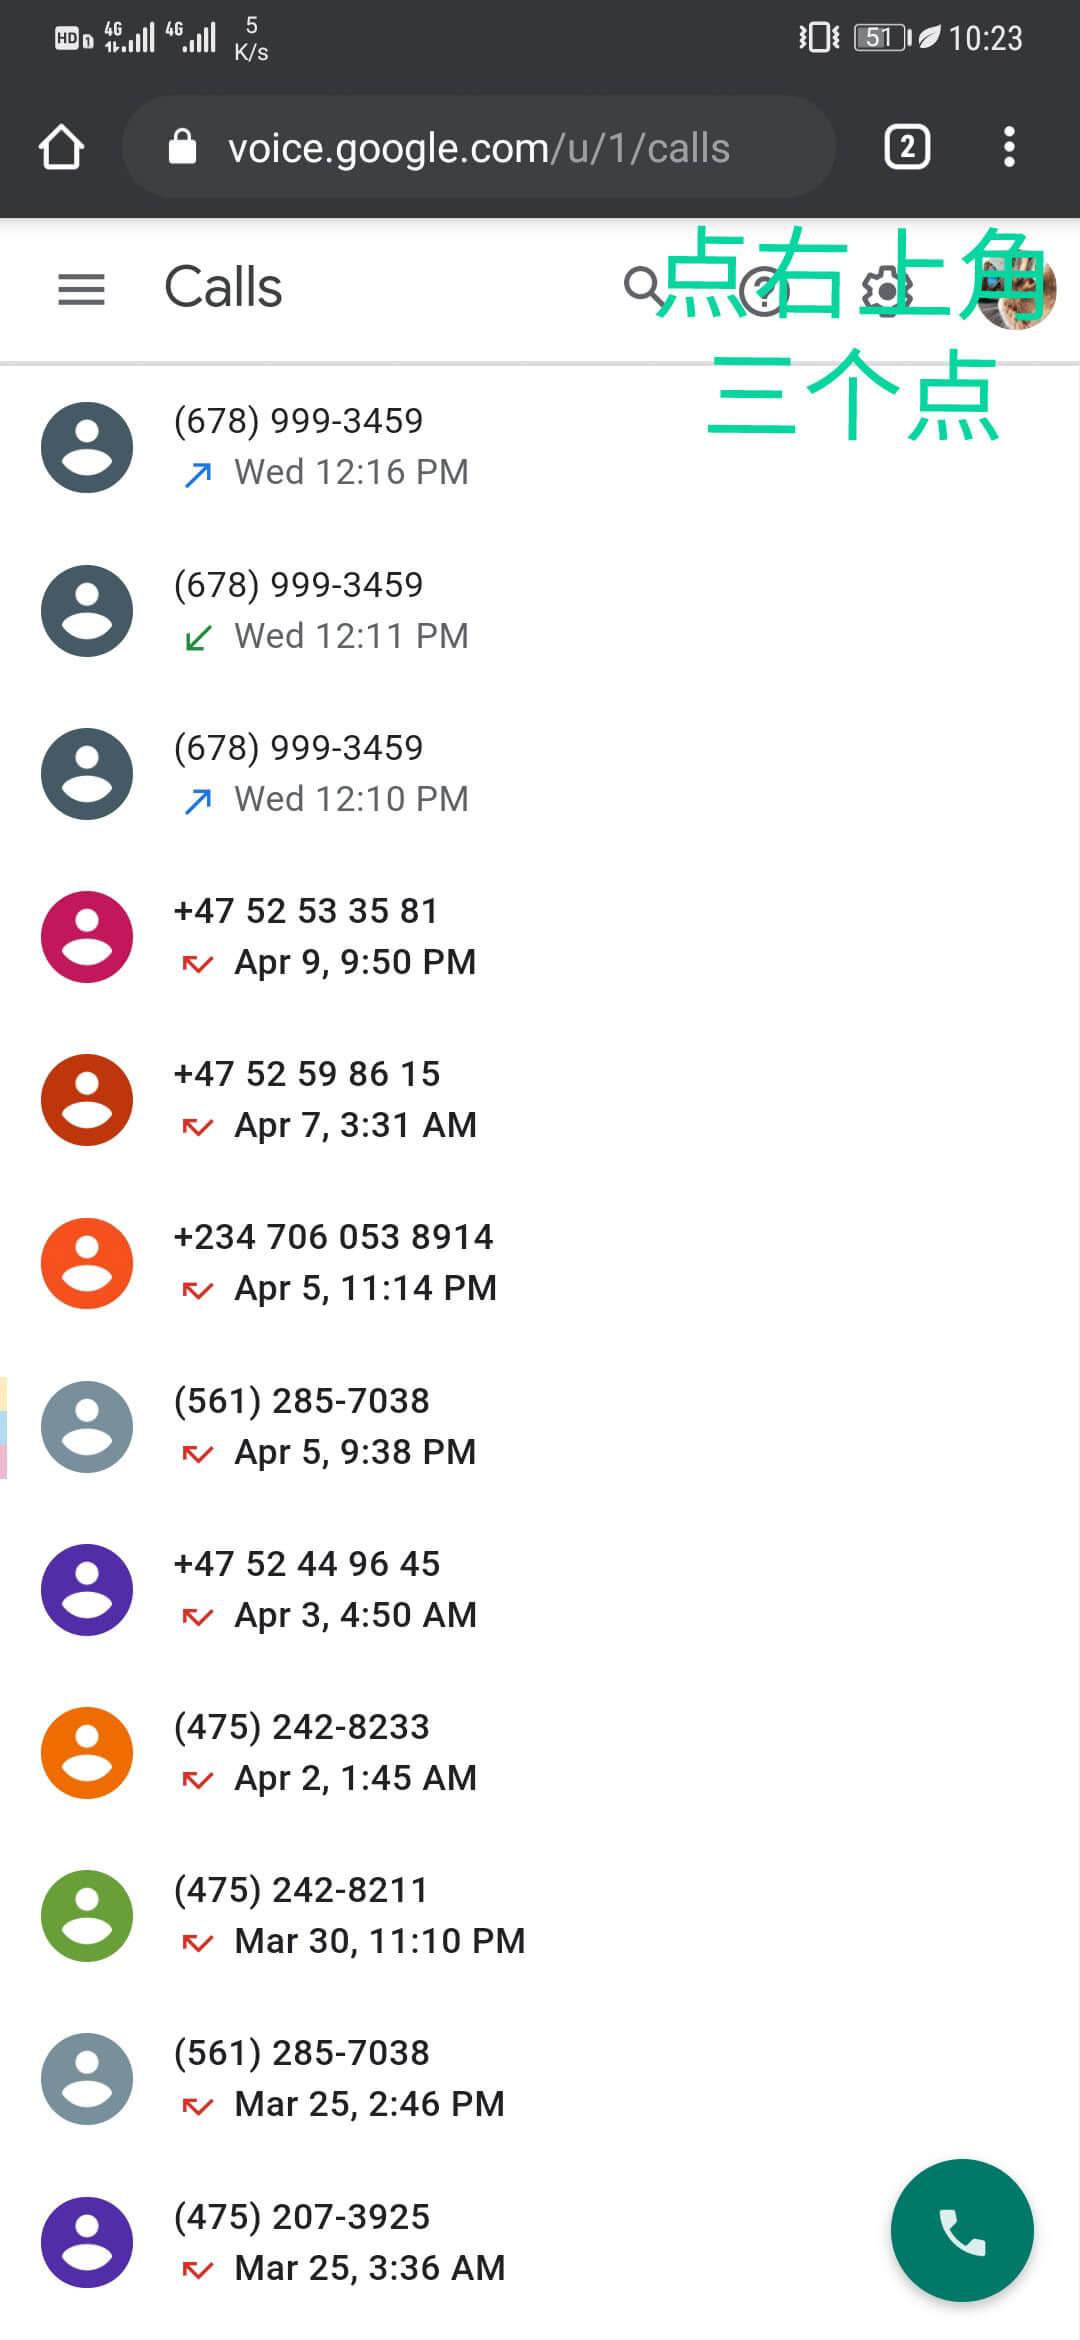 HD 1 4G 4G 5 K/s 51 10:23
voice.google.com/u/1/calls 2
Calls
点右上角
三个点
(678) 999-3459
Wed 12:16 PM
(678) 999-3459
Wed 12:11 PM
(678) 999-3459
Wed 12:10 PM
+47 52 53 35 81
Apr 9, 9:50 PM
+47 52 59 86 15
Apr 7, 3:31 AM
+234 706 053 8914
Apr 5, 11:14 PM
(561) 285-7038
Apr 5, 9:38 PM
+47 52 44 96 45
Apr 3, 4:50 AM
(475) 242-8233
Apr 2, 1:45 AM
(475) 242-8211
Mar 30, 11:10 PM
(561) 285-7038
Mar 25, 2:46 PM
(475) 207-3925
Mar 25, 3:36 AM